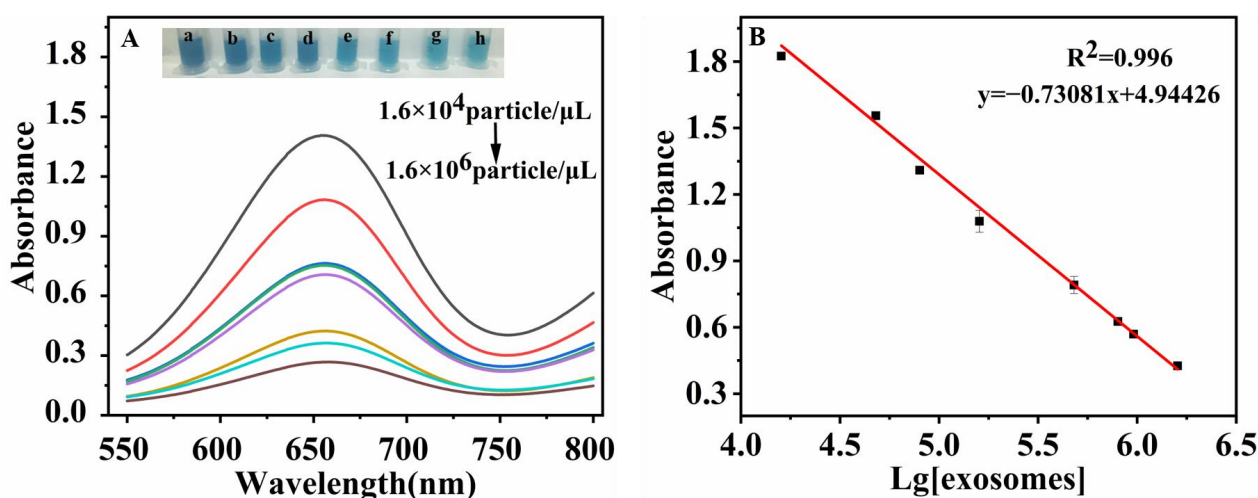 A
a b c d e f g h
1.6×10⁴particle/μL
1.6×10⁶particle/μL
Absorbance
1.8
1.5
1.2
0.9
0.6
0.3
0.0
550 600 650 700 750 800
Wavelength(nm)
B
R²=0.996
y=−0.73081x+4.94426
Absorbance
1.8
1.5
1.2
0.9
0.6
0.3
4.0 4.5 5.0 5.5 6.0 6.5
Lg[exosomes]